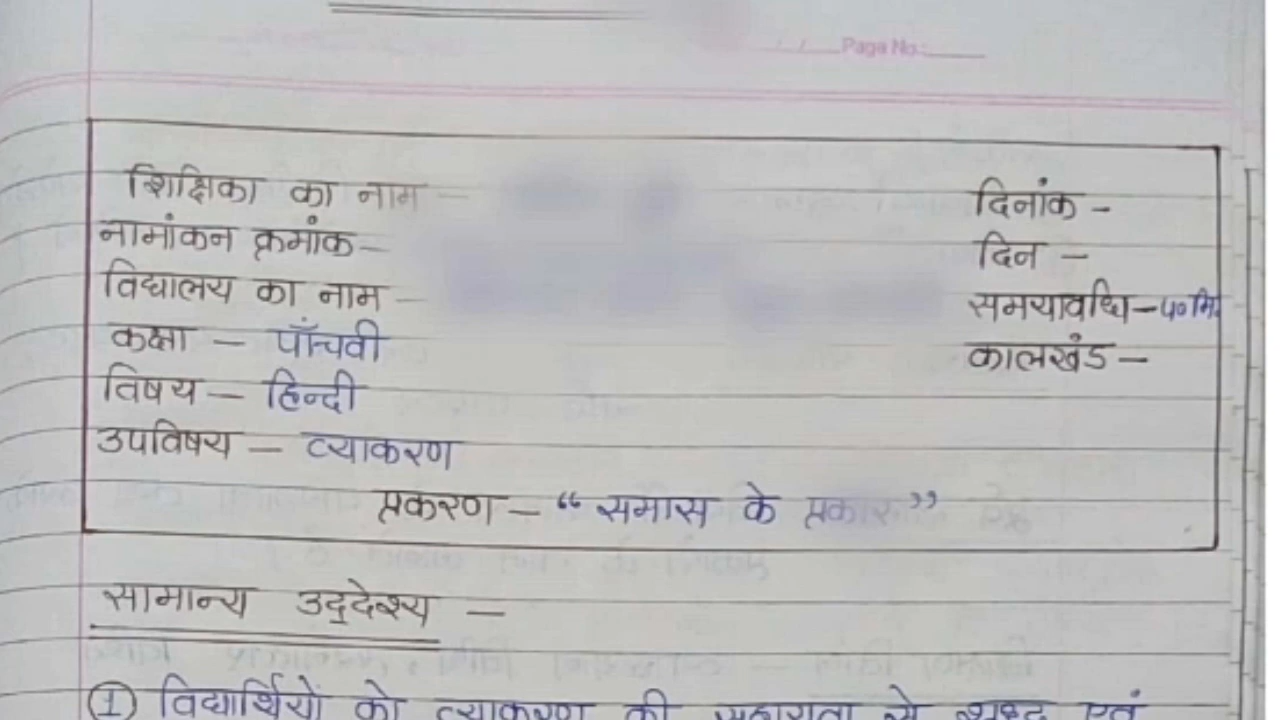 Page No.:
शिक्षिका का नाम – दिनांक –
नामांकन क्रमांक – दिन –
विद्यालय का नाम – समयावधि – ५० मि.
कक्षा – पाँचवी कालखंड –
विषय – हिन्दी
उपविषय – व्याकरण
प्रकरण – “समास के प्रकार”
सामान्य उद्देश्य –
① विद्यार्थियों को व्याकरण की सहायता से शुध्द एवं